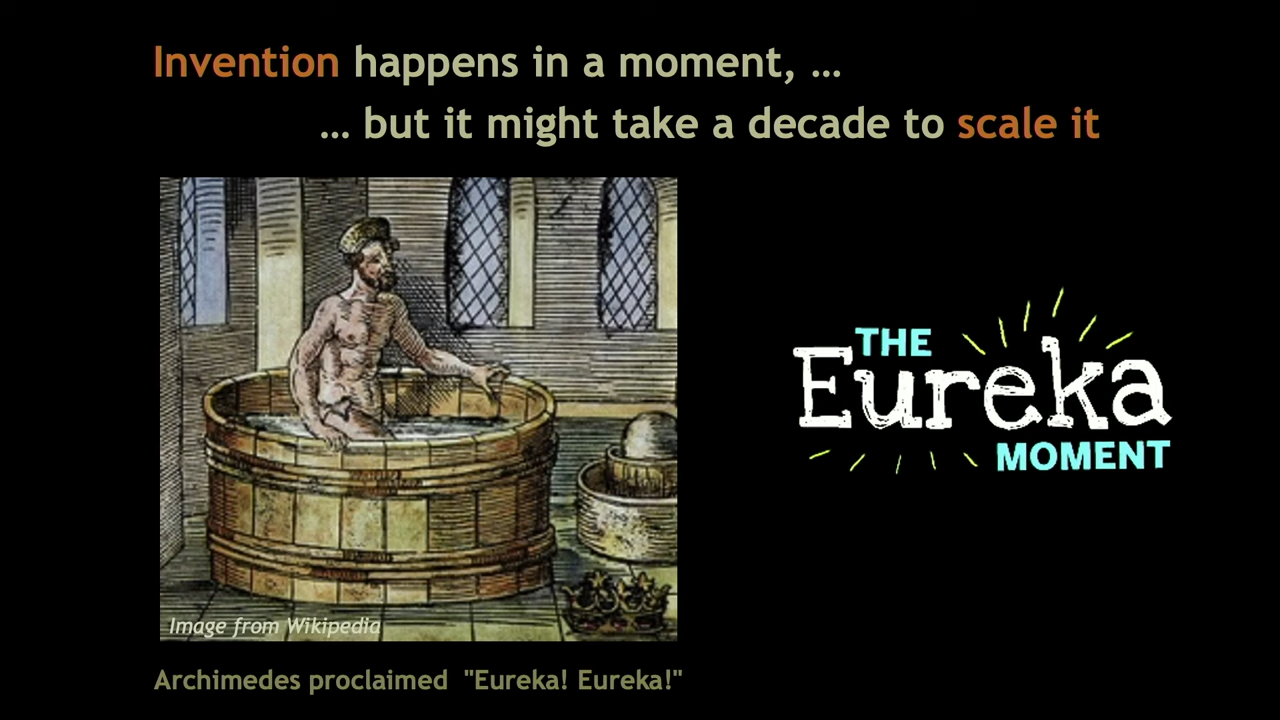 Invention happens in a moment, ...
... but it might take a decade to scale it
THE
Eureka
MOMENT
Image from Wikipedia
Archimedes proclaimed "Eureka! Eureka!"